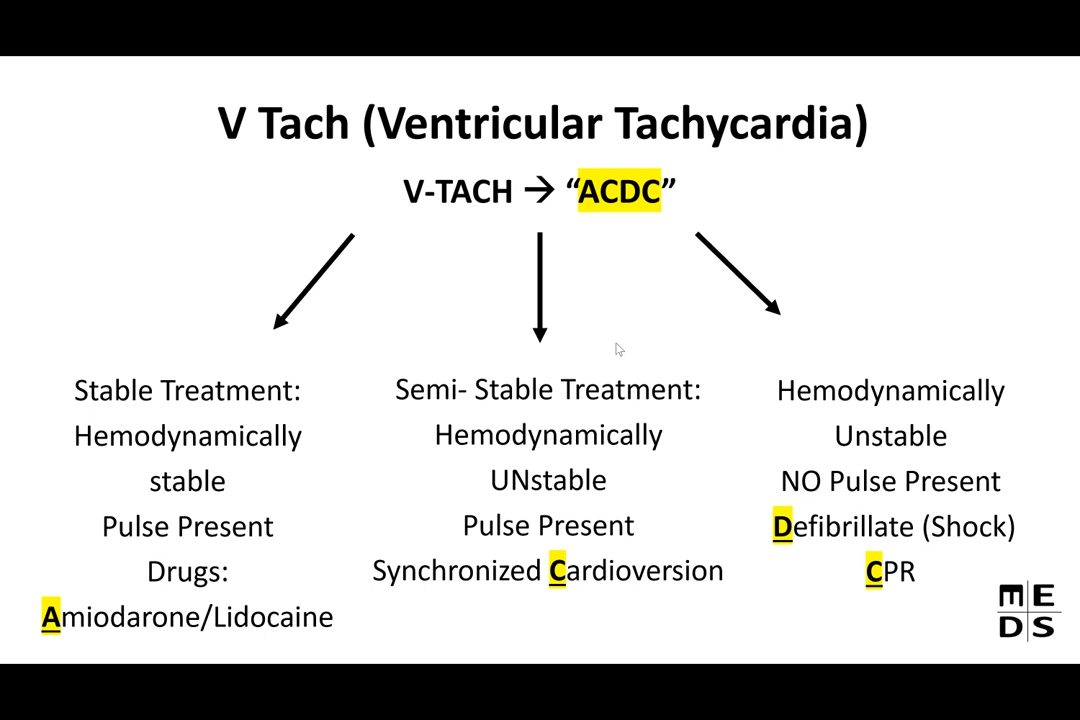 V Tach (Ventricular Tachycardia)
V-TACH → “ACDC”
Stable Treatment:
Hemodynamically
stable
Pulse Present
Drugs:
Amiodarone/Lidocaine
Semi- Stable Treatment:
Hemodynamically
UNstable
Pulse Present
Synchronized Cardioversion
Hemodynamically
Unstable
NO Pulse Present
Defibrillate (Shock)
CPR
ME
DS